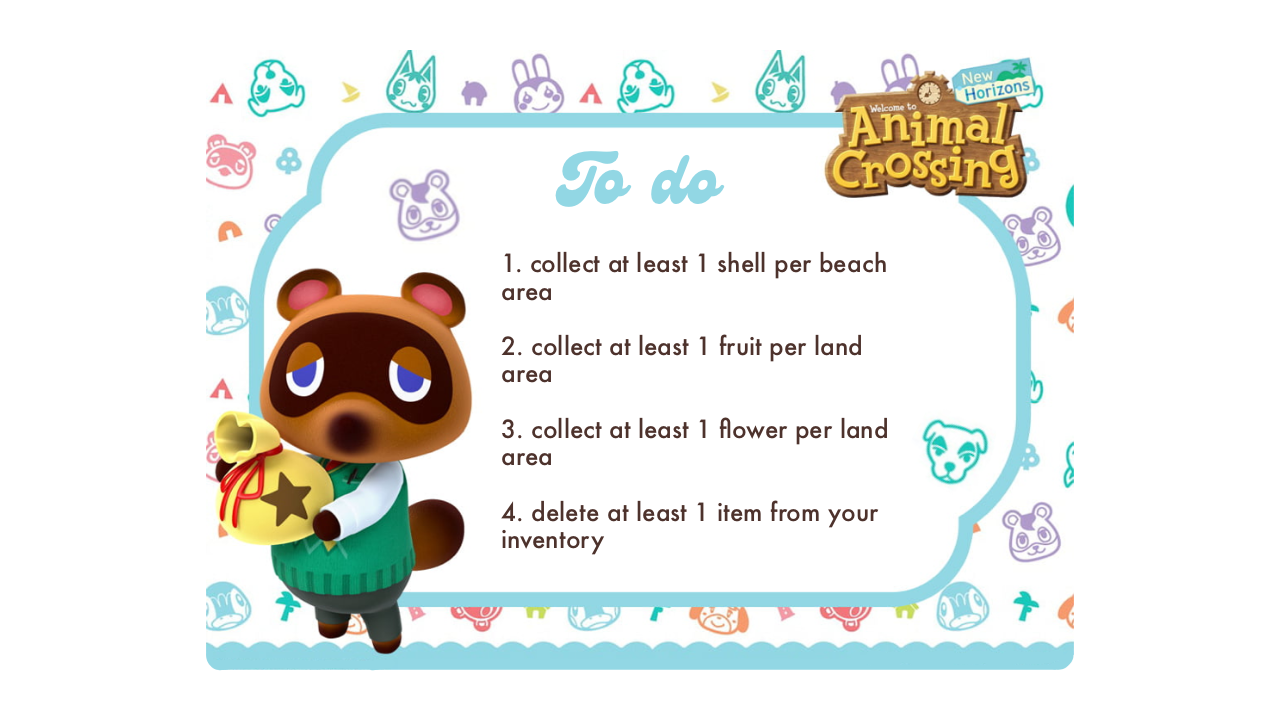 New
Horizons
Welcome to
Animal
Crossing
To do
1. collect at least 1 shell per beach
area
2. collect at least 1 fruit per land
area
3. collect at least 1 flower per land
area
4. delete at least 1 item from your
inventory